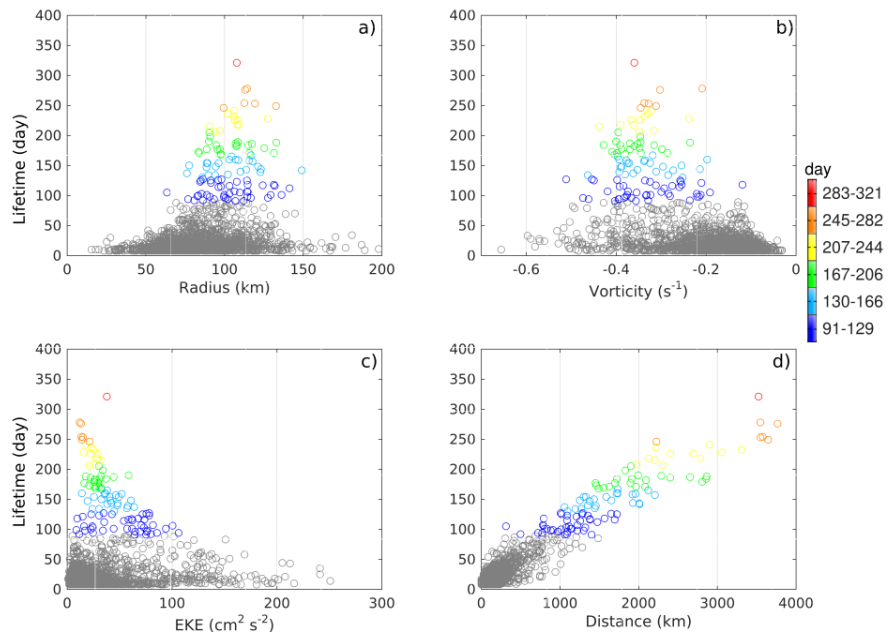 400
350
300
250
200
150
100
50
0
Lifetime (day)
a)
0 50 100 150 200
Radius (km)
400
350
300
250
200
150
100
50
0
Lifetime (day)
b)
-0.6 -0.4 -0.2 0
Vorticity (s-1)
day
283-321
245-282
207-244
167-206
130-166
91-129
400
350
300
250
200
150
100
50
0
Lifetime (day)
c)
0 100 200 300
EKE (cm2 s-2)
400
350
300
250
200
150
100
50
0
d)
0 1000 2000 3000 4000
Distance (km)